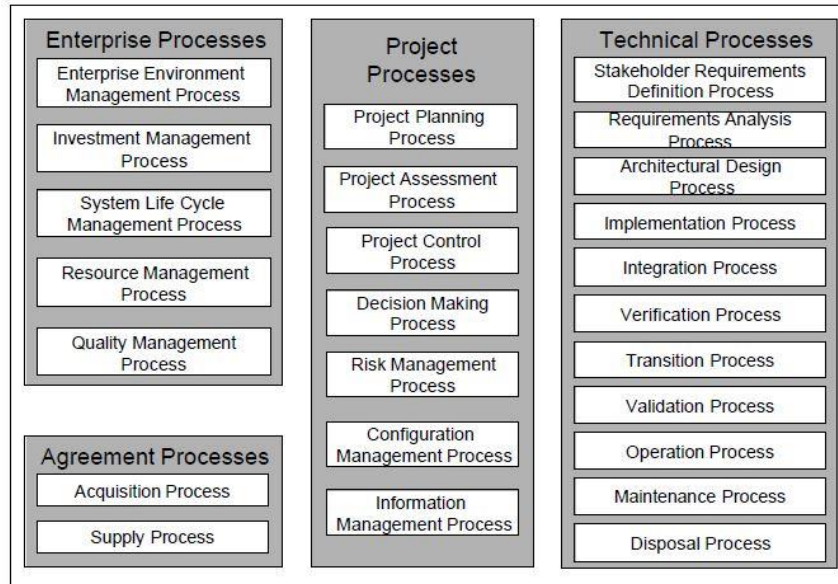 Enterprise Processes
Enterprise Environment
Management Process
Investment Management
Process
System Life Cycle
Management Process
Resource Management
Process
Quality Management
Process
Agreement Processes
Acquisition Process
Supply Process
Project
Processes
Project Planning
Process
Project Assessment
Process
Project Control
Process
Decision Making
Process
Risk Management
Process
Configuration
Management Process
Information
Management Process
Technical Processes
Stakeholder Requirements
Definition Process
Requirements Analysis
Process
Architectural Design
Process
Implementation Process
Integration Process
Verification Process
Transition Process
Validation Process
Operation Process
Maintenance Process
Disposal Process